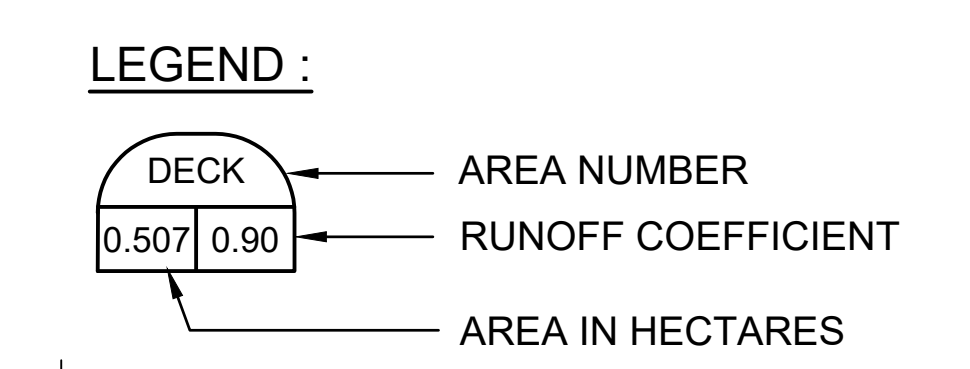 LEGEND :
DECK
AREA NUMBER
0.507 0.90
RUNOFF COEFFICIENT
AREA IN HECTARES